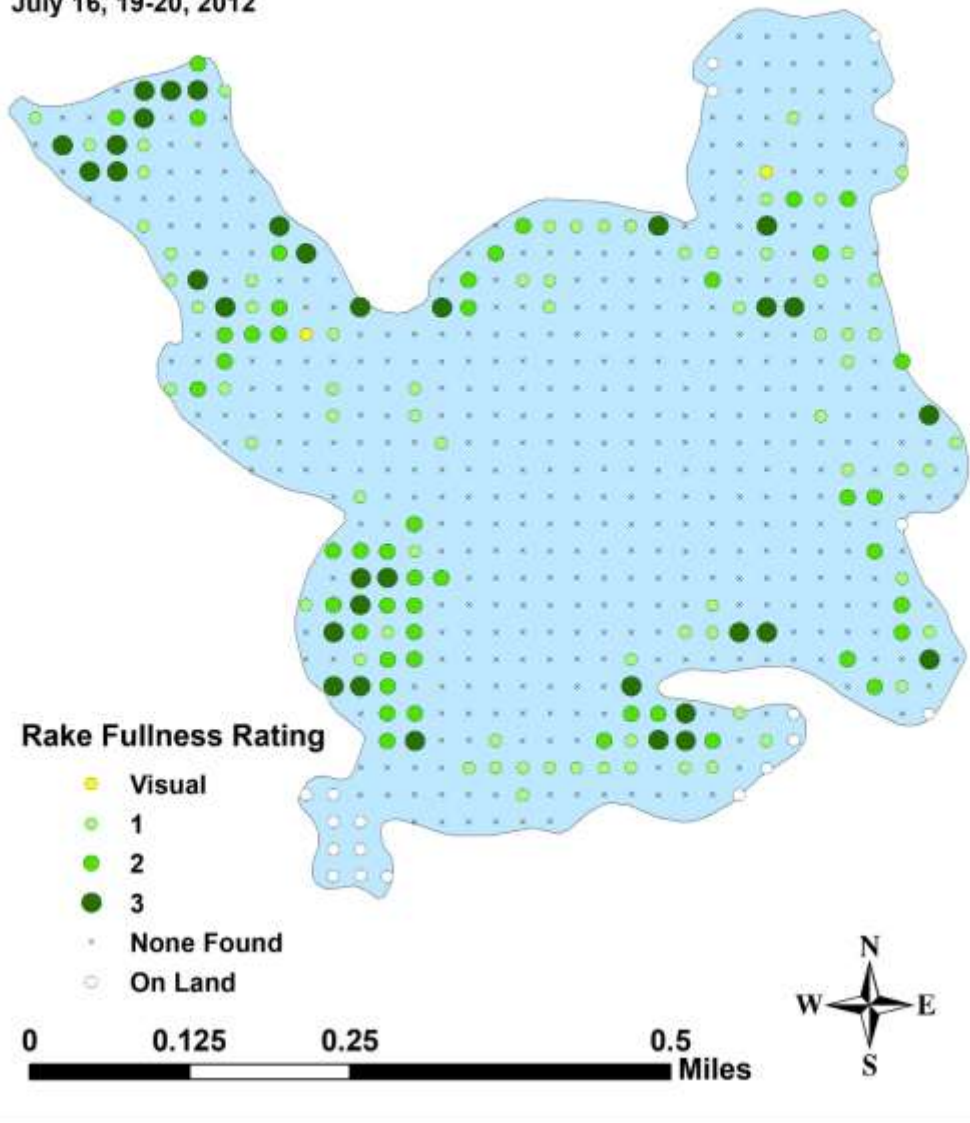 July 16, 19-20, 2012
Rake Fullness Rating
Visual
1
2
3
None Found
On Land
N
W E
S
0 0.125 0.25 0.5
Miles